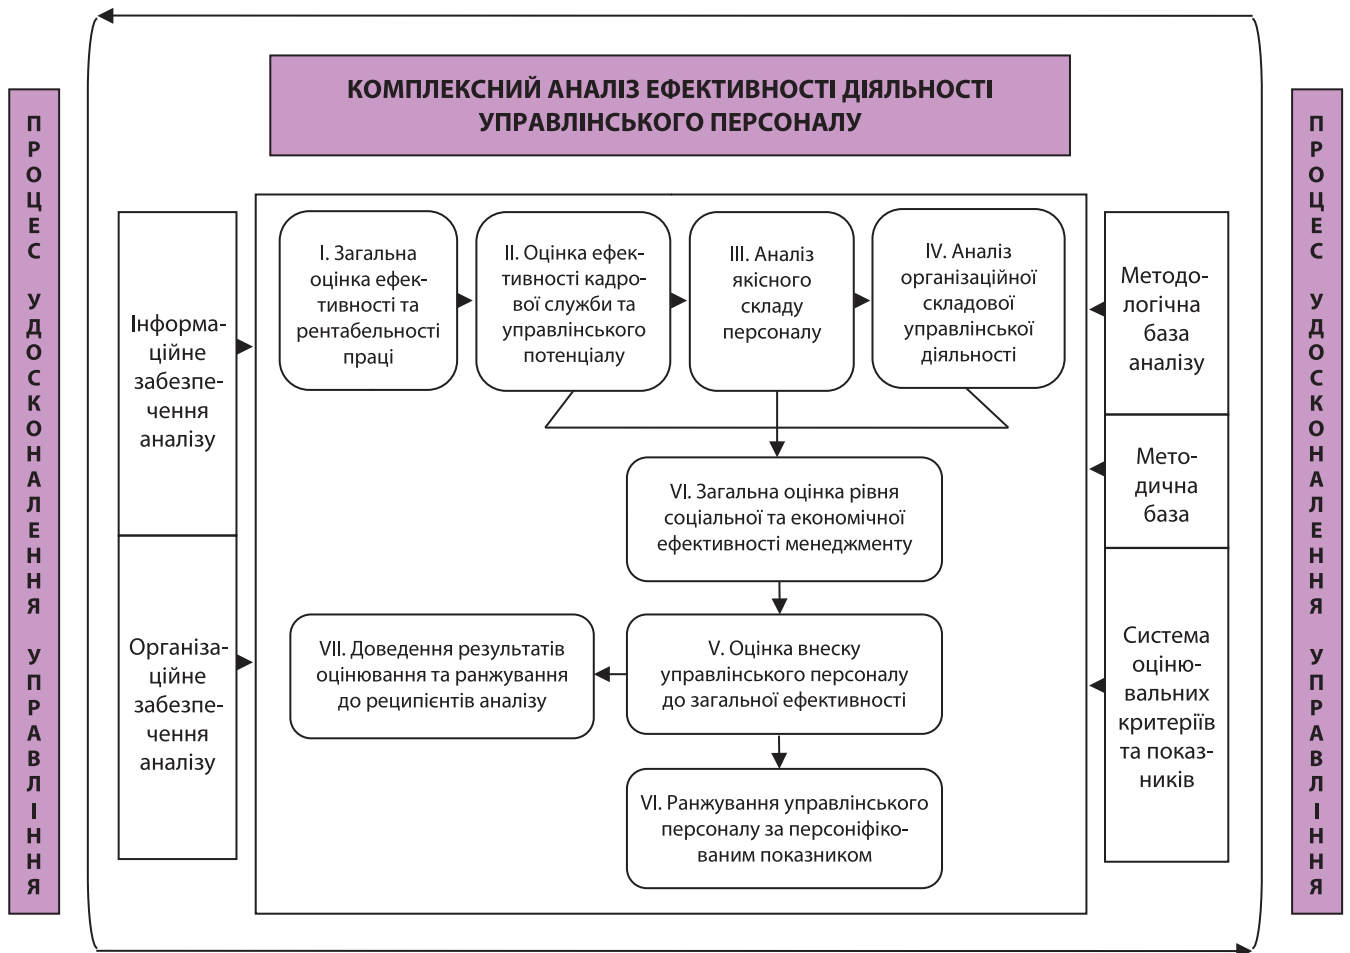 КОМПЛЕКСНИЙ АНАЛІЗ ЕФЕКТИВНОСТІ ДІЯЛЬНОСТІ
УПРАВЛІНСЬКОГО ПЕРСОНАЛУ
ПРОЦЕС УДОСКОНАЛЕННЯ УПРАВЛІННЯ
Інформа-
ційне
забезпе-
чення
аналізу
Організа-
ційне
забезпе-
чення
аналізу
І. Загальна
оцінка ефек-
тивності та
рентабельності
праці
ІІ. Оцінка ефек-
тивності кадро-
вої служби та
управлінського
потенціалу
ІІІ. Аналіз
якісного
складу
персоналу
IV. Аналіз
організаційної
складової
управлінської
діяльності
VI. Загальна оцінка рівня
соціальної та економічної
ефективності менеджменту
VII. Доведення результатів
оцінювання та ранжування
до реципієнтів аналізу
V. Оцінка внеску
управлінського персоналу
до загальної ефективності
VI. Ранжування управлінського
персоналу за персоніфіко-
ваним показником
Методо-
логічна
база
аналізу
Мето-
дична
база
Система
оціню-
вальних
критеріїв
та показ-
ників
ПРОЦЕС УДОСКОНАЛЕННЯ УПРАВЛІННЯ